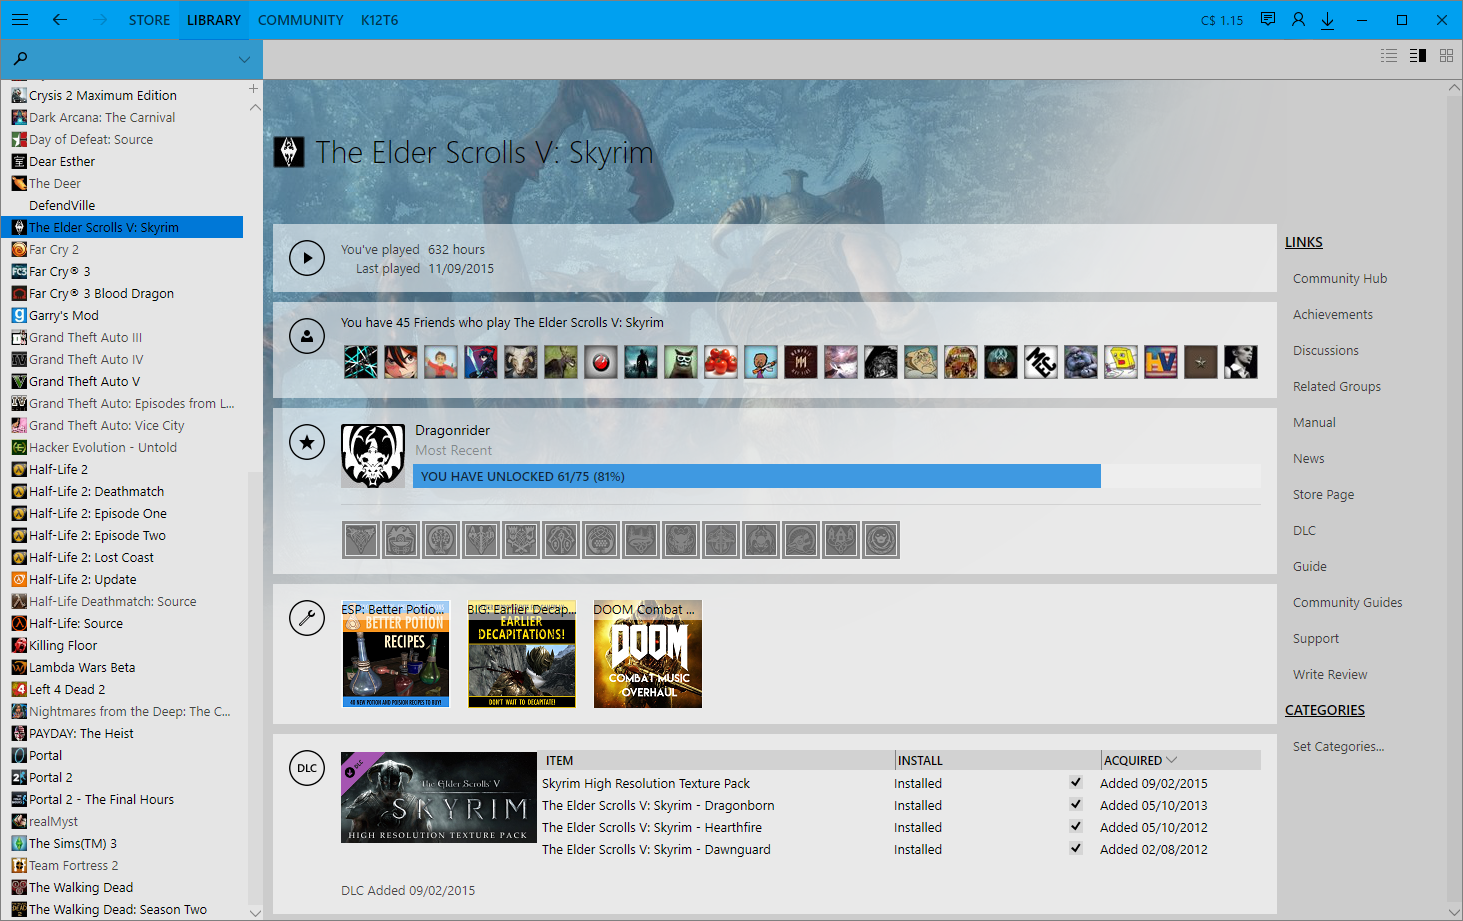 STORE LIBRARY COMMUNITY K12T6 C$ 1.15
Crysis 2 Maximum Edition
Dark Arcana: The Carnival
Day of Defeat: Source
Dear Esther
The Deer
DefendVille
The Elder Scrolls V: Skyrim
Far Cry 2
Far Cry® 3
Far Cry® 3 Blood Dragon
Garry's Mod
Grand Theft Auto III
Grand Theft Auto IV
Grand Theft Auto V
Grand Theft Auto: Episodes from L...
Grand Theft Auto: Vice City
Hacker Evolution - Untold
Half-Life 2
Half-Life 2: Deathmatch
Half-Life 2: Episode One
Half-Life 2: Episode Two
Half-Life 2: Lost Coast
Half-Life 2: Update
Half-Life Deathmatch: Source
Half-Life: Source
Killing Floor
Lambda Wars Beta
Left 4 Dead 2
Nightmares from the Deep: The C...
PAYDAY: The Heist
Portal
Portal 2
Portal 2 - The Final Hours
realMyst
The Sims(TM) 3
Team Fortress 2
The Walking Dead
The Walking Dead: Season Two
The Elder Scrolls V: Skyrim
You've played 632 hours
Last played 11/09/2015
You have 45 Friends who play The Elder Scrolls V: Skyrim
Dragonrider
Most Recent
YOU HAVE UNLOCKED 61/75 (81%)
ESP: Better Potio...
BETTER POTION
RECIPES
40 NEW POTION AND POISION RECIPES TO BUY!
BIG: Earlier Decap...
EARLIER
DECAPITATIONS!
DON'T WAIT TO DECAPITATE!
DOOM Combat ...
DOOM
COMBAT MUSIC
OVERHAUL
DLC
DLC
The Elder Scrolls V
SKYRIM
HIGH RESOLUTION TEXTURE PACK
ITEM INSTALL ACQUIRED
Skyrim High Resolution Texture Pack Installed Added 09/02/2015
The Elder Scrolls V: Skyrim - Dragonborn Installed Added 05/10/2013
The Elder Scrolls V: Skyrim - Hearthfire Installed Added 05/10/2012
The Elder Scrolls V: Skyrim - Dawnguard Installed Added 02/08/2012
DLC Added 09/02/2015
LINKS
Community Hub
Achievements
Discussions
Related Groups
Manual
News
Store Page
DLC
Guide
Community Guides
Support
Write Review
CATEGORIES
Set Categories...